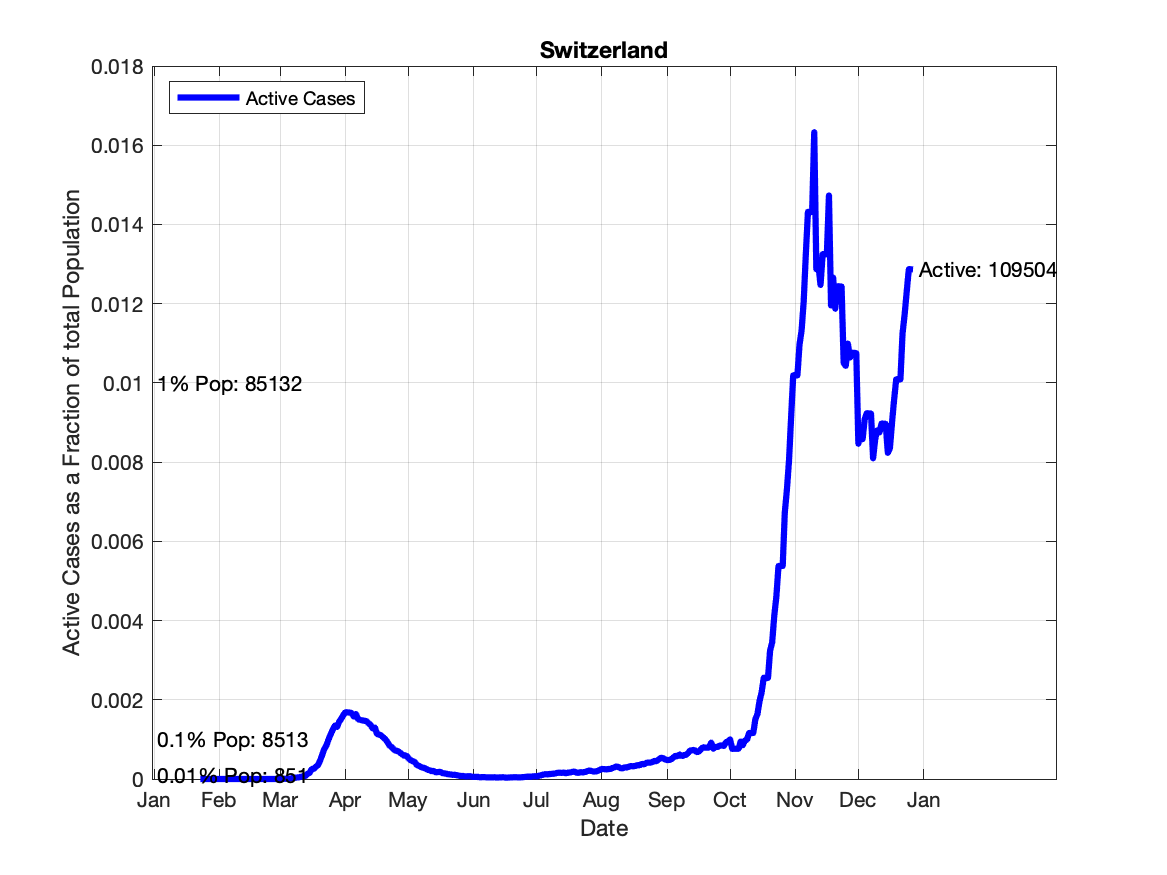 Switzerland
Active Cases
Active Cases as a Fraction of total Population
0.018
0.016
0.014
0.012
0.01
0.008
0.006
0.004
0.002
0
Active: 109504
1% Pop: 85132
0.1% Pop: 8513
0.01% Pop: 851
Jan Feb Mar Apr May Jun Jul Aug Sep Oct Nov Dec Jan
Date